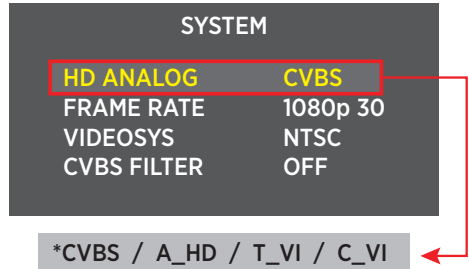 SYSTEM
HD ANALOG CVBS
FRAME RATE 1080p 30
VIDEOSYS NTSC
CVBS FILTER OFF
*CVBS / A_HD / T_VI / C_VI